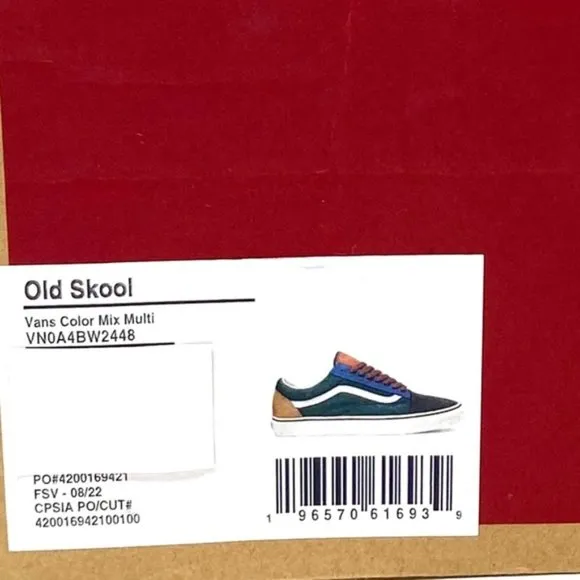 Old Skool
Vans Color Mix Multi
VN0A4BW2448
PO#4200169421
FSV - 08/22
CPSIA PO/CUT#
420016942100100
1 96570 61693 9